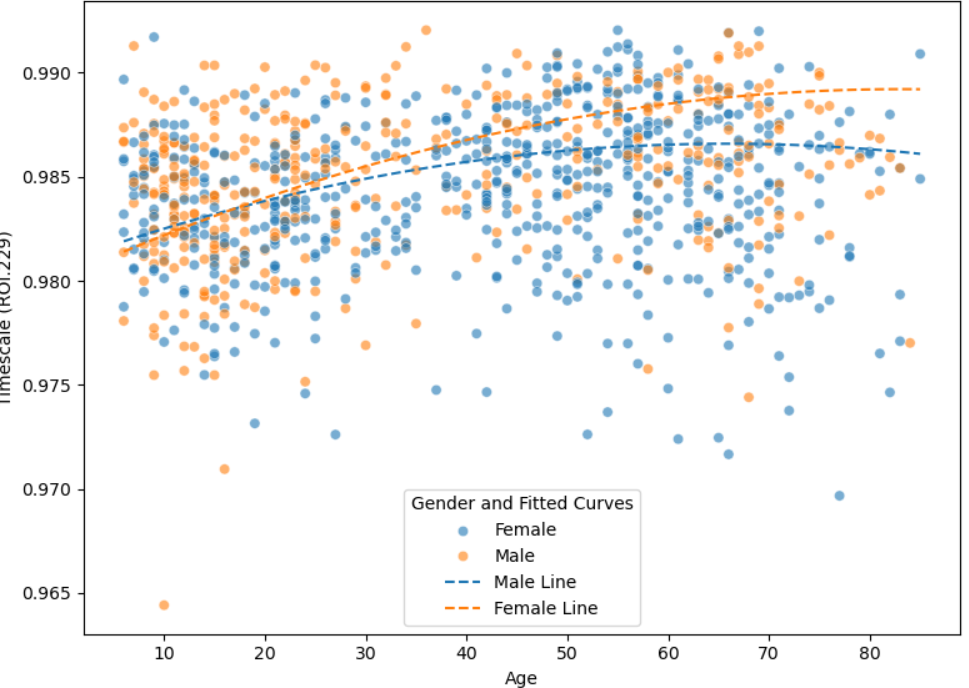 0.990
0.985
0.980
0.975
0.970
0.965
Timescale (ROI.229)
10 20 30 40 50 60 70 80
Age
Gender and Fitted Curves
Female
Male
Male Line
Female Line